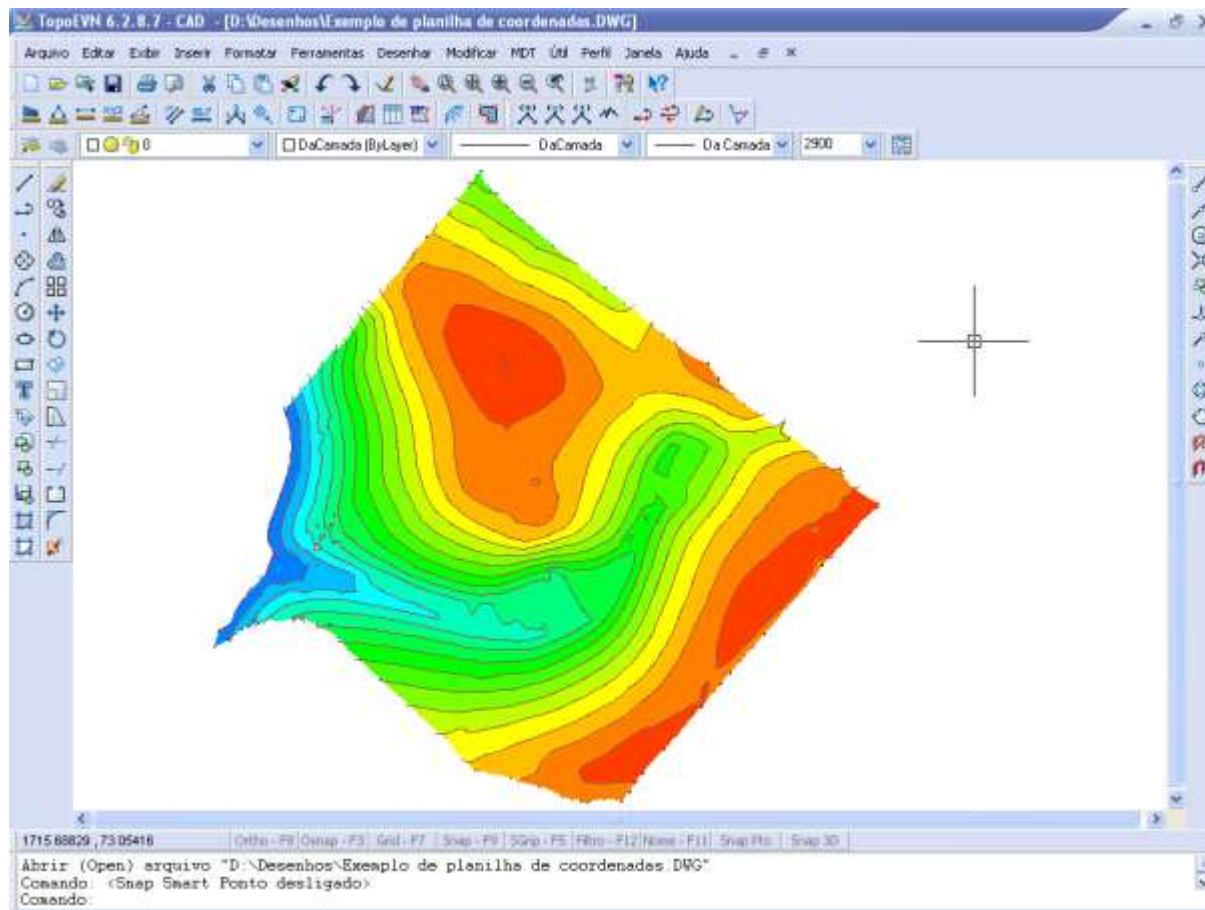 TopoEVN 6.2.8.7 - CAD - [D:\Desenhos\Exemplo de planilha de coordenadas.DWG]
Arquivo Editar Exibir Inserir Formatar Ferramentas Desenhar Modificar MDT Útil Perfil Janela Ajuda
0 DaCamada (ByLayer) DaCamada Da Camada 2900
1715.68829 ,73.05416 Ortho - F8 Osnap - F3 Grid - F7 Snap - F9 SGrip - F5 Filtro - F12 Nome - F11 Snap Pto Snap 3D
Abrir (Open) arquivo "D:\Desenhos\Exemplo de planilha de coordenadas.DWG"
Comando: <Snap Smart Ponto desligado>
Comando: